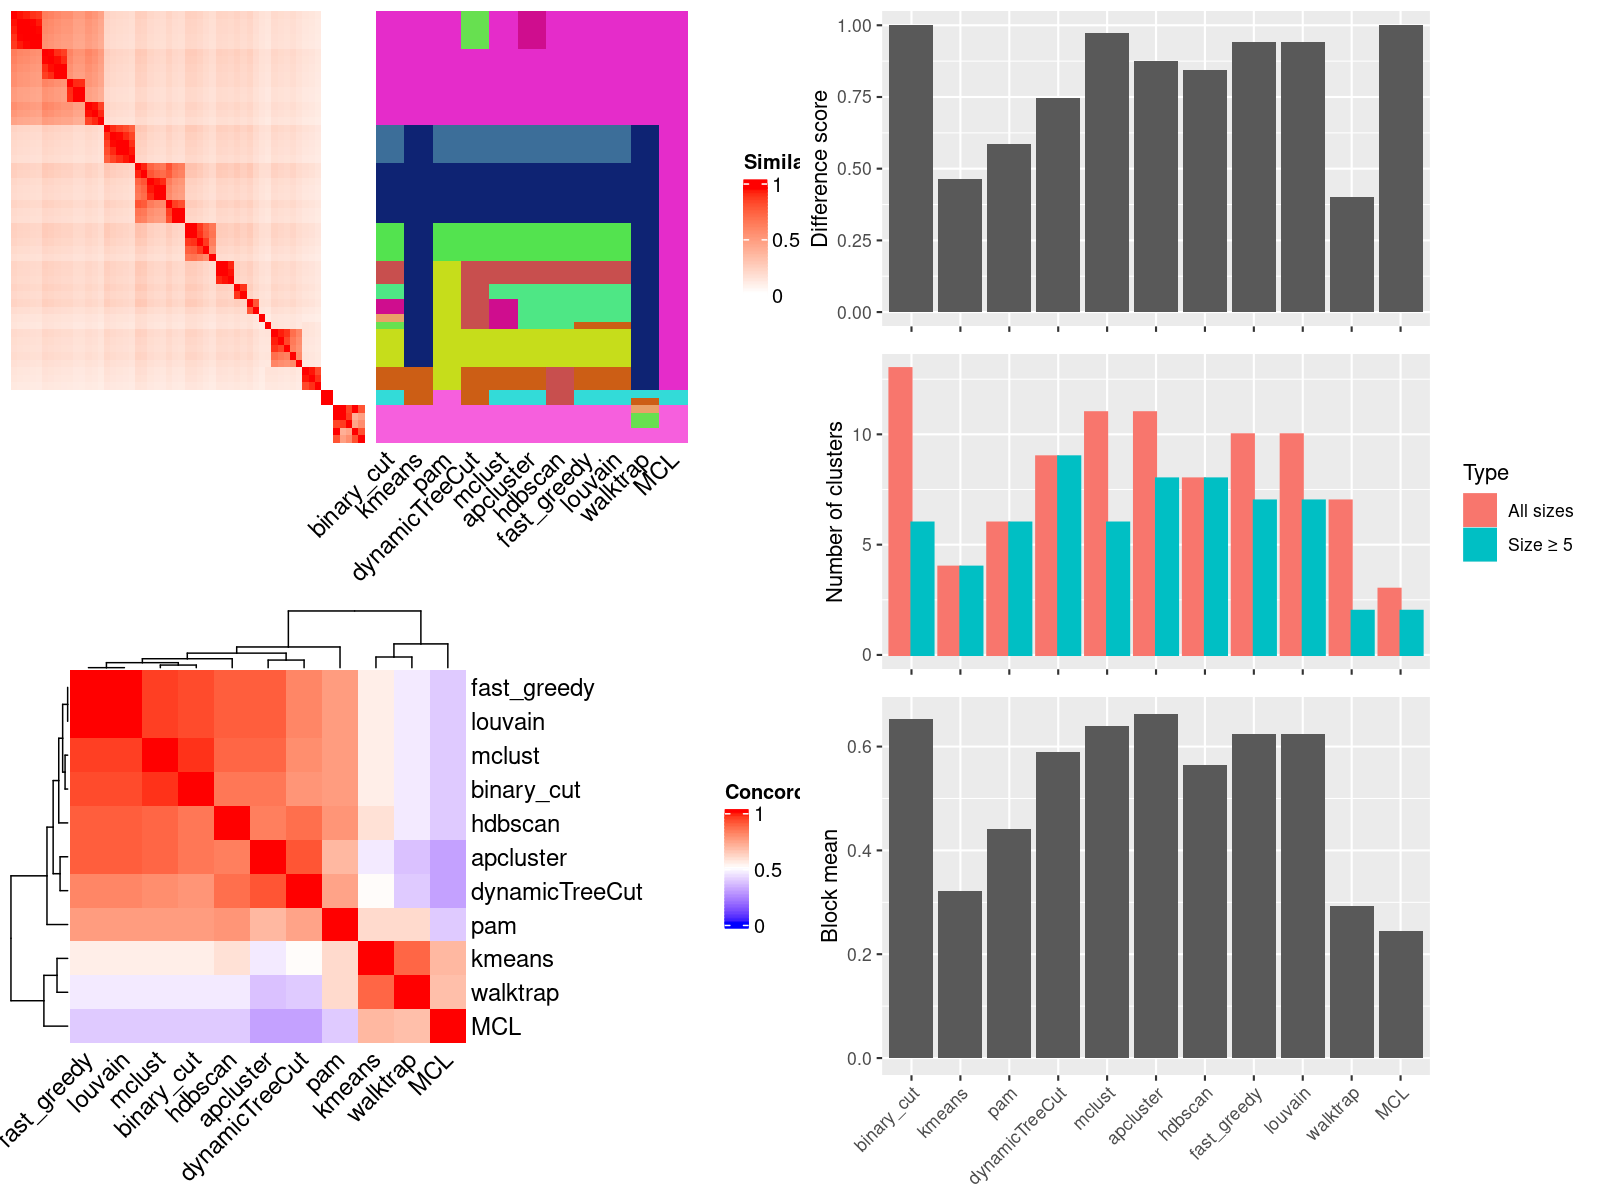 Simila
1
0.5
0
binary_cut
kmeans
pam
dynamicTreeCut
mclust
apcluster
hdbscan
fast_greedy
louvain
walktrap
MCL
fast_greedy
louvain
mclust
binary_cut
hdbscan
apcluster
dynamicTreeCut
pam
kmeans
walktrap
MCL
Concord
1
0.5
0
fast_greedy
louvain
mclust
binary_cut
hdbscan
apcluster
dynamicTreeCut
pam
kmeans
walktrap
MCL
Difference score
1.00
0.75
0.50
0.25
0.00
Number of clusters
10
5
0
Type
All sizes
Size ≥ 5
Block mean
0.6
0.4
0.2
0.0
binary_cut
kmeans
pam
dynamicTreeCut
mclust
apcluster
hdbscan
fast_greedy
louvain
walktrap
MCL